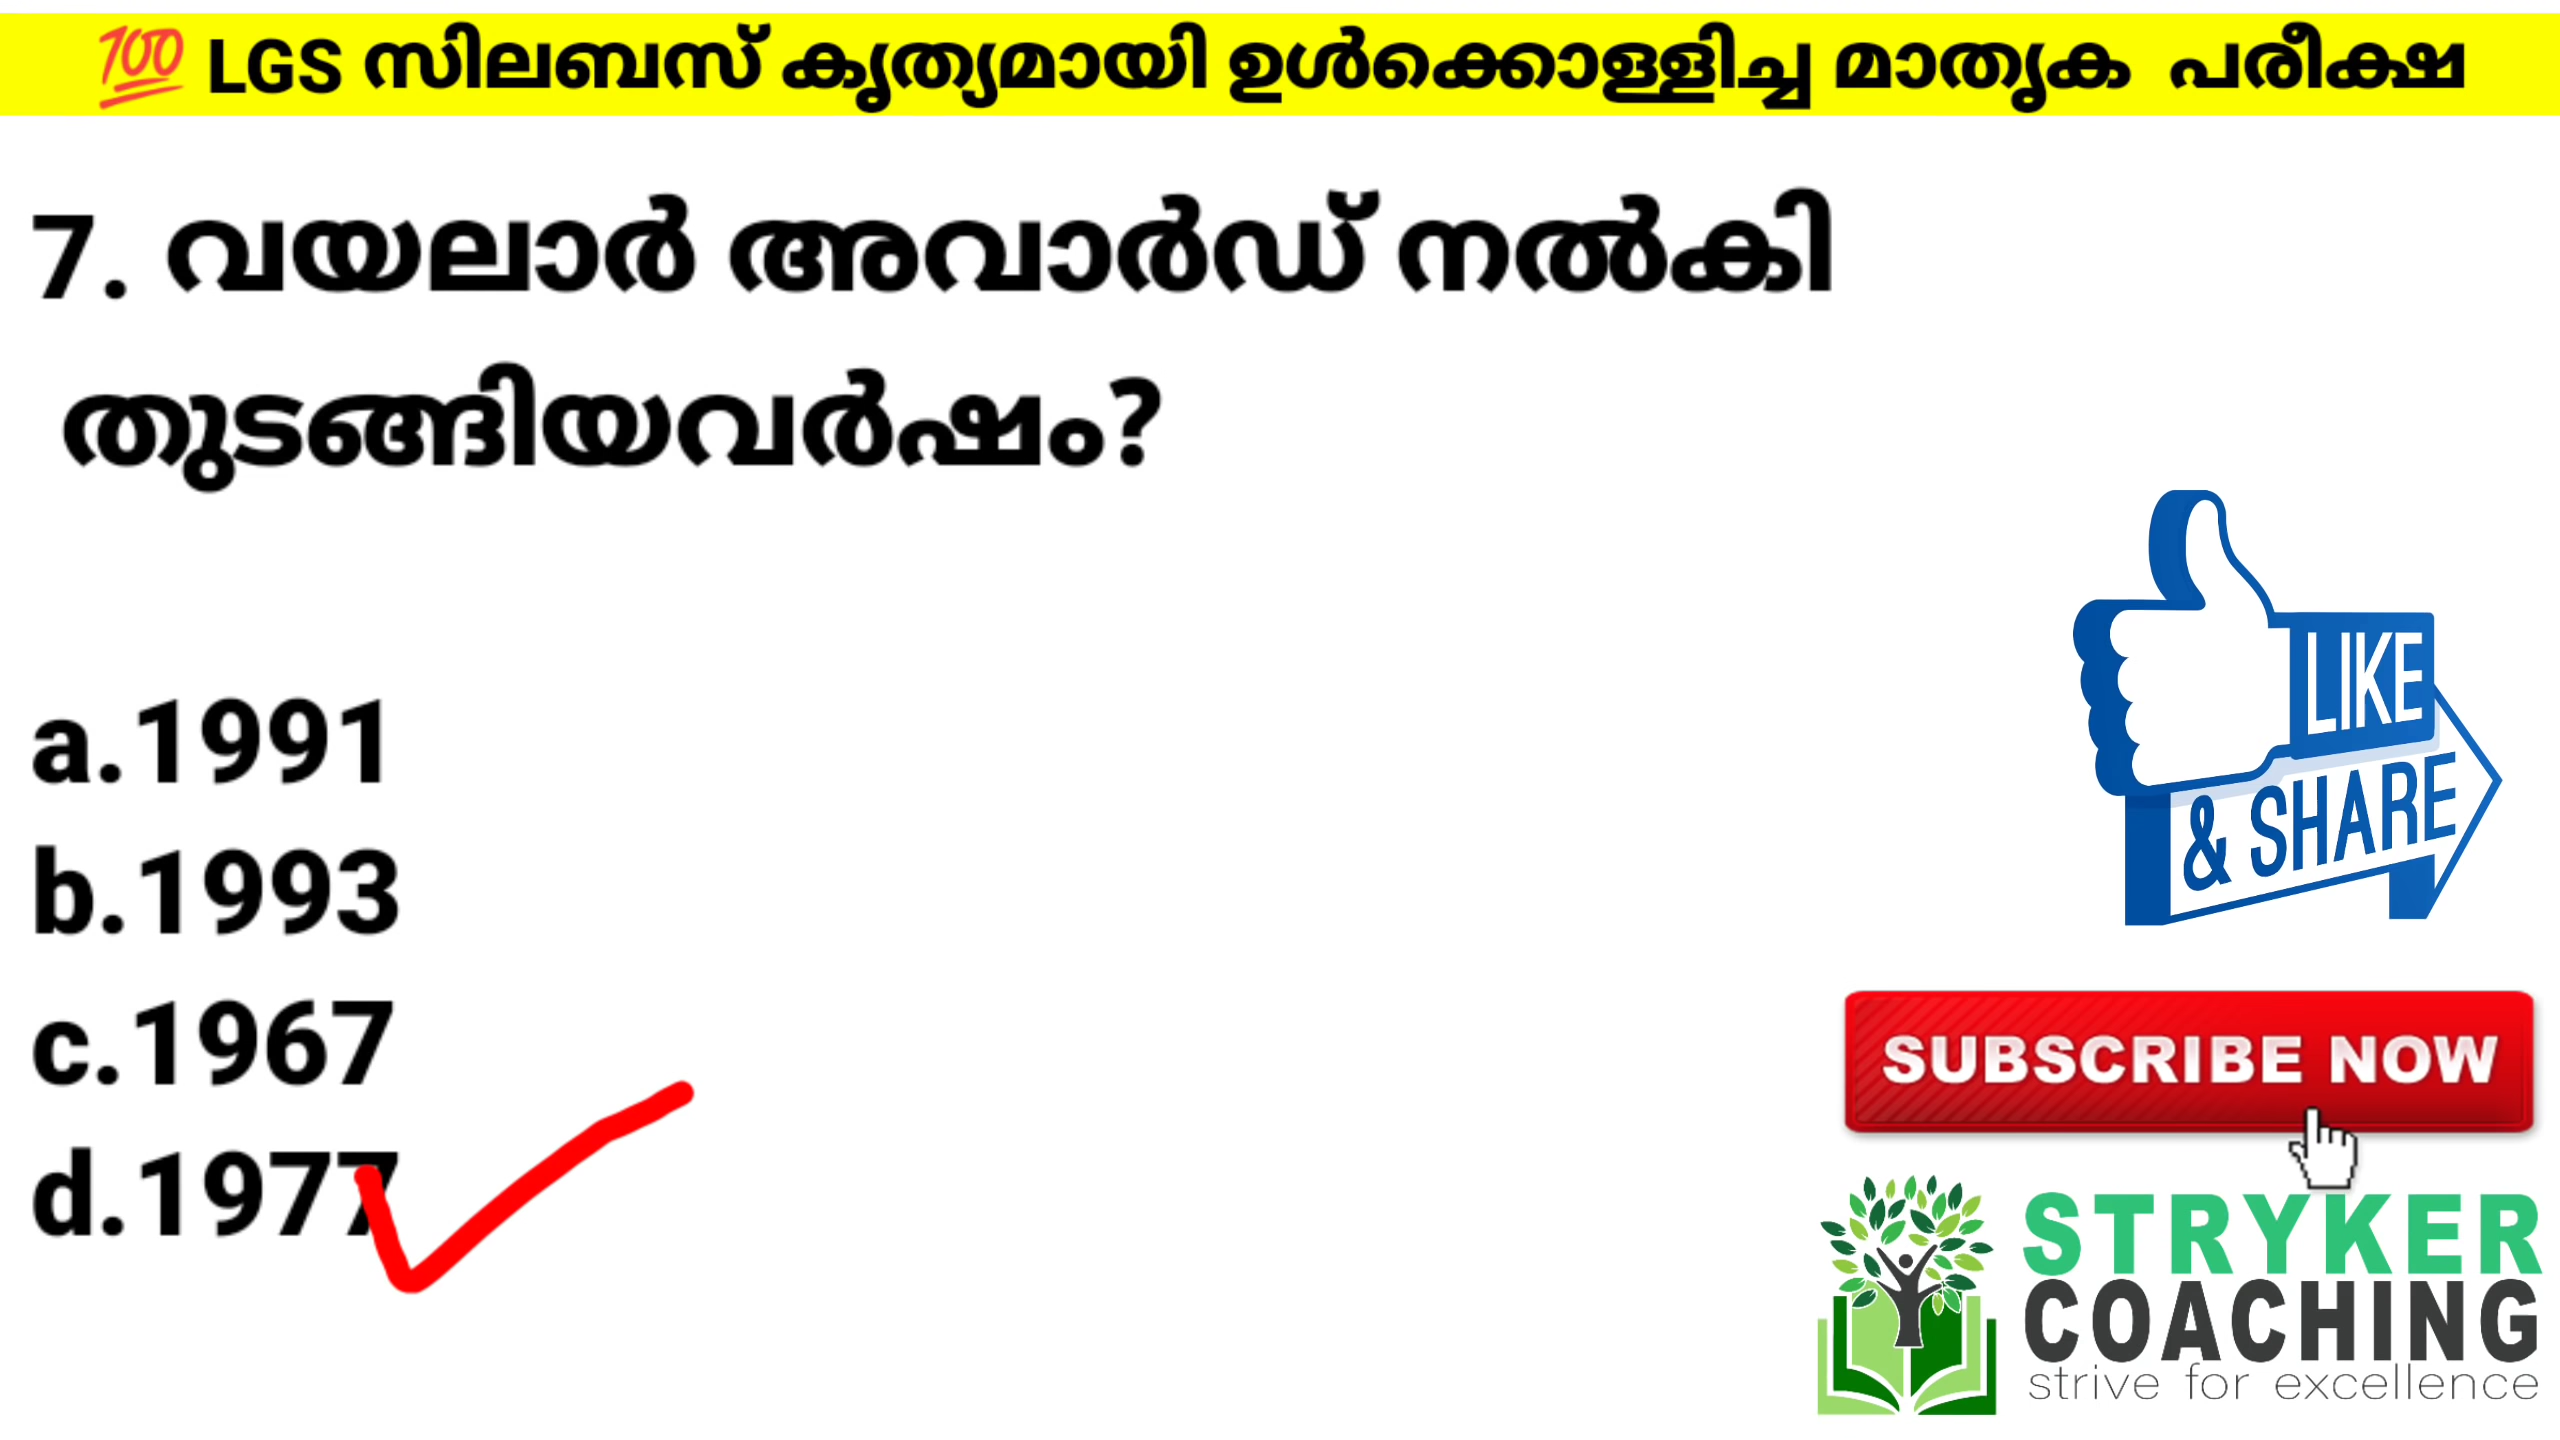 💯 LGS സിലബസ് കൃത്യമായി ഉൾക്കൊള്ളിച്ച മാതൃക പരീക്ഷ
7. വയലാർ അവാർഡ് നൽകി
തുടങ്ങിയവർഷം?
a.1991
b.1993
c.1967
d.1977
LIKE
& SHARE
SUBSCRIBE NOW
STRYKER
COACHING
strive for excellence